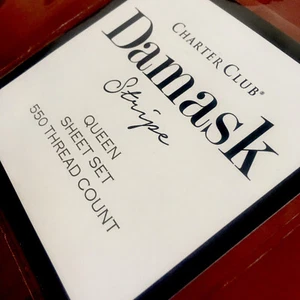 CHARTER CLUB®
Damask
Stripe
QUEEN
SHEET SET
550 THREAD COUNT